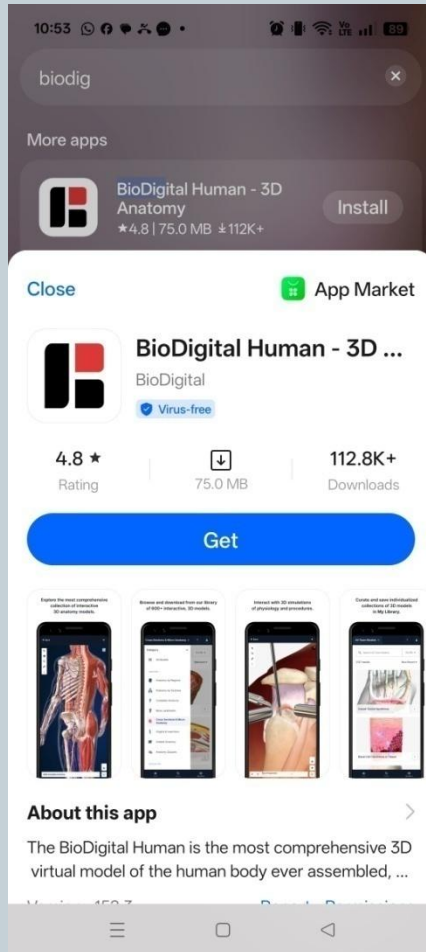 10:53
Vo
LTE
89
biodig
More apps
BioDigital Human - 3D
Anatomy
★4.8 | 75.0 MB ⤓112K+
Install
Close
App Market
BioDigital Human - 3D ...
BioDigital
Virus-free
4.8 ★
Rating
75.0 MB
112.8K+
Downloads
Get
Explore the most comprehensive
collection of interactive
3D anatomy models.
Browse and download from our library
of 600+ interactive, 3D models.
Interact with 3D simulations
of physiology and procedures.
Curate and save individualized
collections of 3D models
in My Library.
About this app
The BioDigital Human is the most comprehensive 3D
virtual model of the human body ever assembled, ...